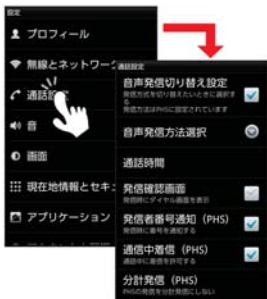 設定
プロフィール
無線とネットワーク
通話設
音
画面
現在地情報とセキ
アプリケーション
通話設定
音声発信切り替え設定
発信方式を切り替えたいときに選択す
る
発信方法はPHSに設定されています
音声発信方法選択
通話時間
発信確認画面
発信時にダイヤル画面を表示
発信者番号通知（PHS）
発信時に番号を通知する
通信中着信（PHS）
通信中に着信を許可する
分計発信（PHS）
PHSの発信を分計発信にしない